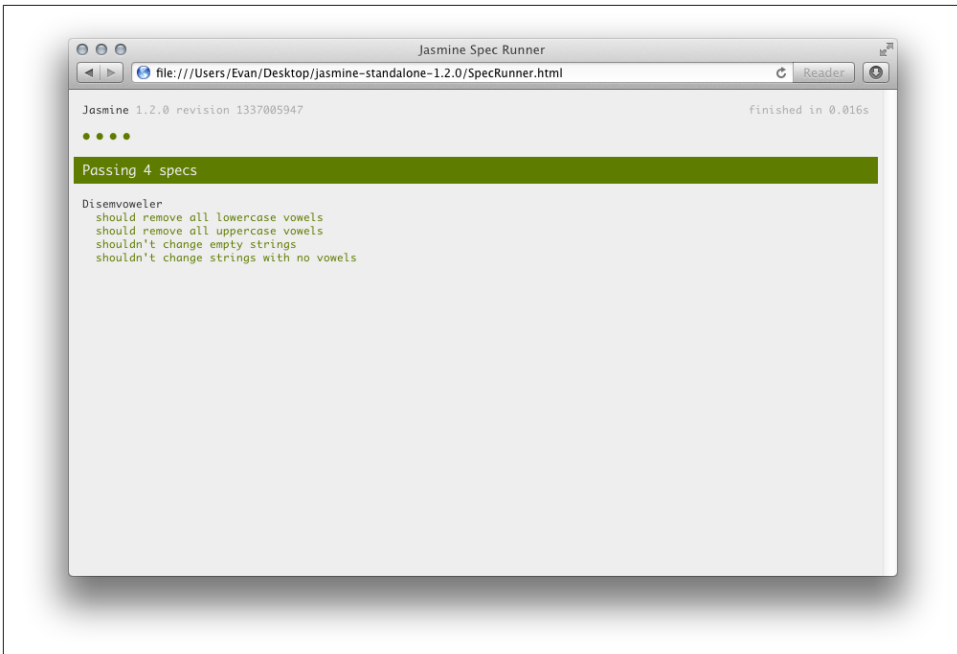 Jasmine Spec Runner
file:///Users/Evan/Desktop/jasmine-standalone-1.2.0/SpecRunner.html
Reader
Jasmine 1.2.0 revision 1337005947
finished in 0.016s
Passing 4 specs
Disemvoweler
should remove all lowercase vowels
should remove all uppercase vowels
shouldn't change empty strings
shouldn't change strings with no vowels